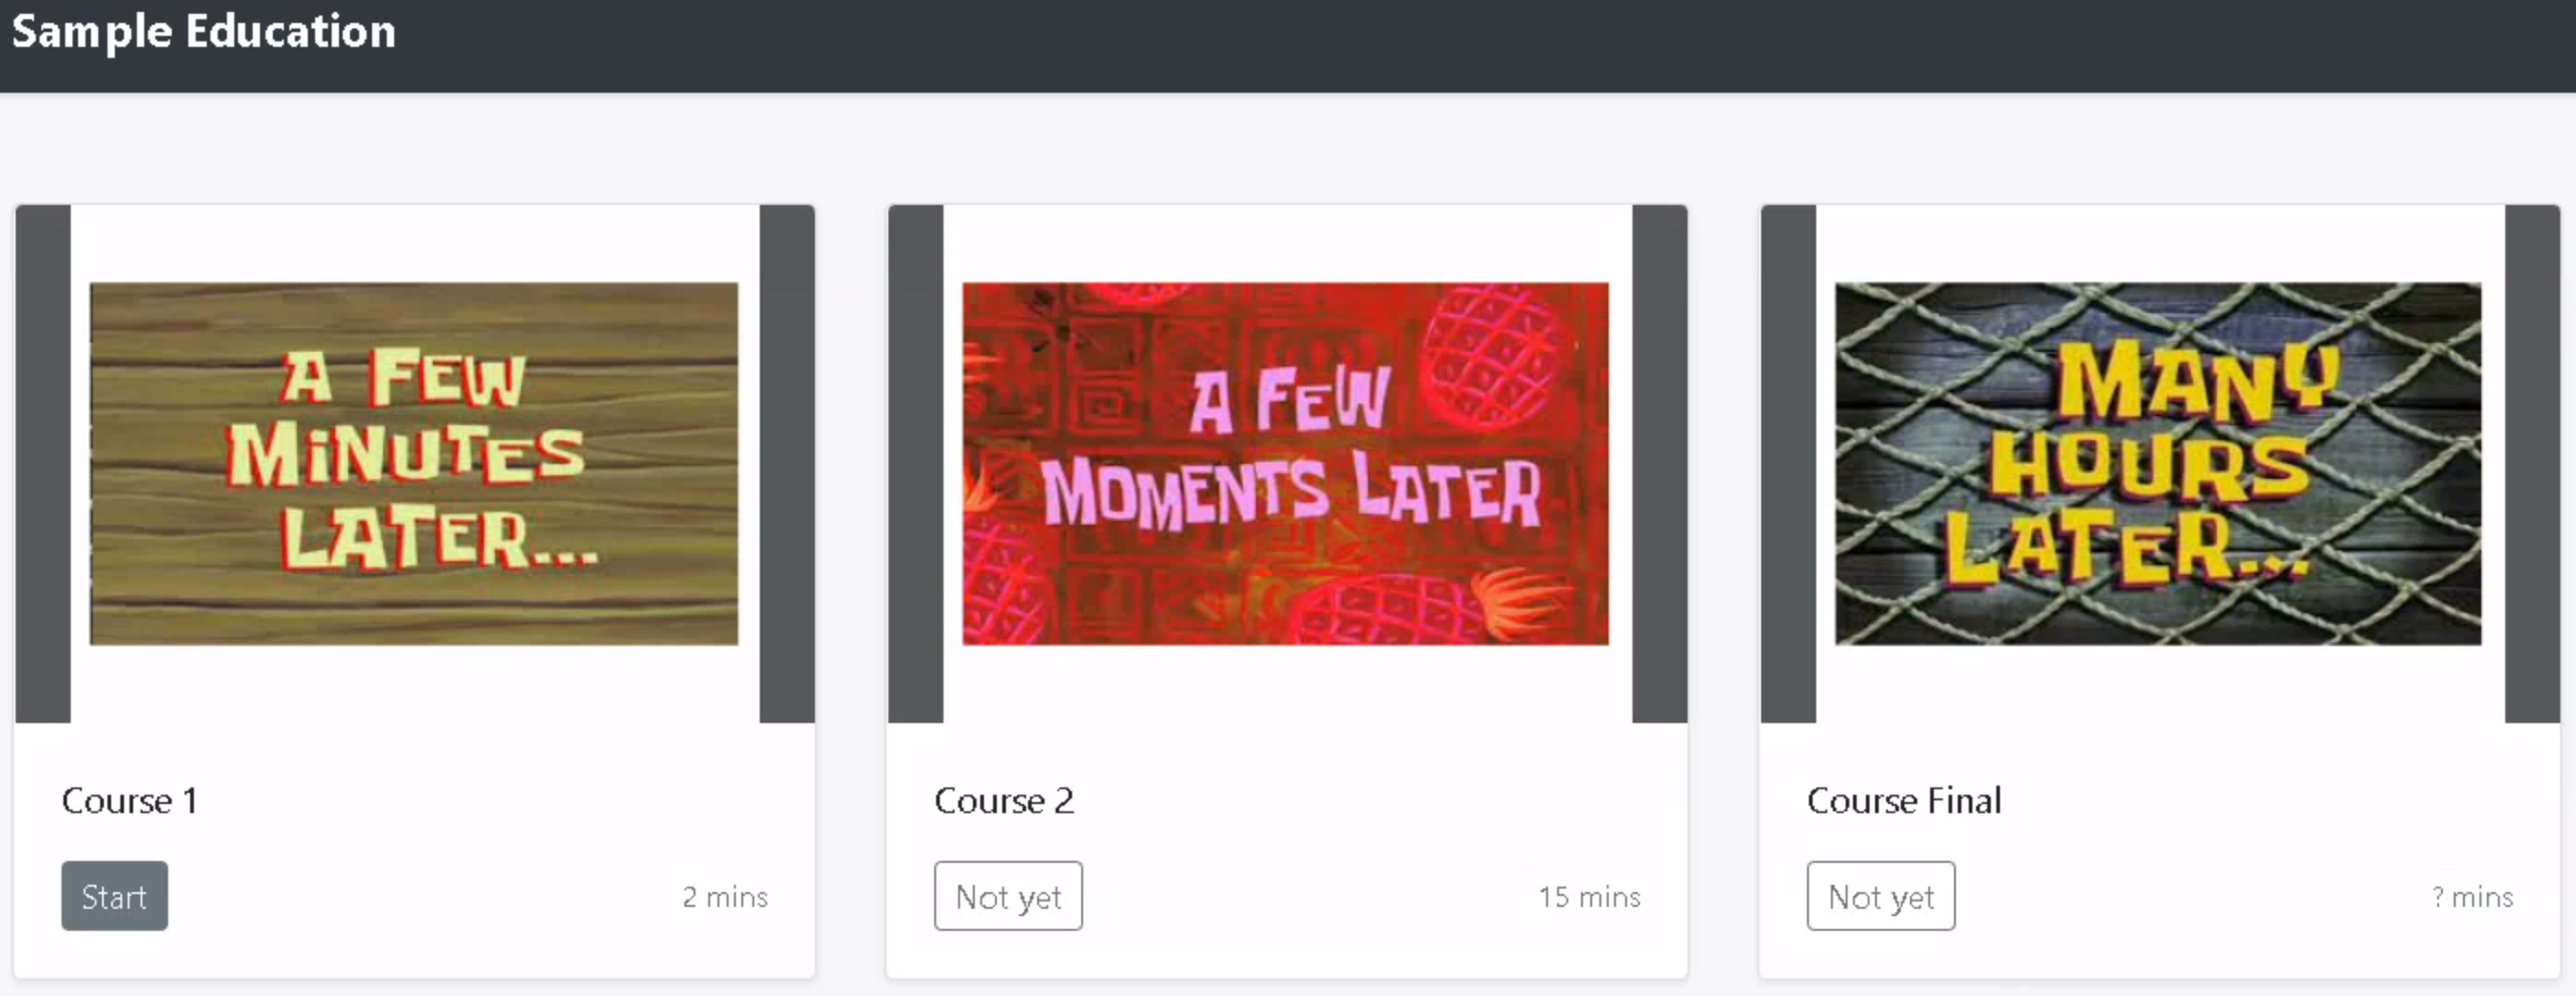 Sample Education
A FEW
MiNUTES
LATER...
A FEW
MOMENTS LATER
MANY
HOURS
LATER...
Course 1
Start
2 mins
Course 2
Not yet
15 mins
Course Final
Not yet
? mins